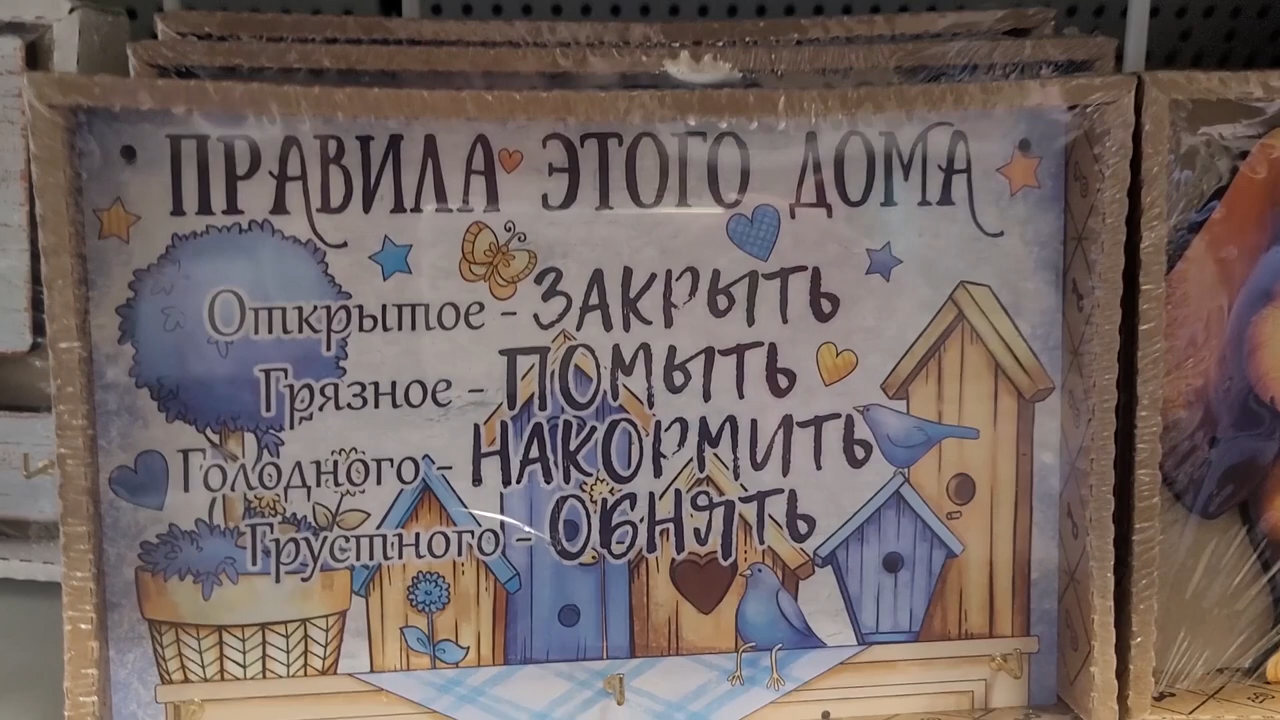 ПРАВИЛА ЭТОГО ДОМА
Открытое - ЗАКРЫТЬ
Грязное - ПОМЫТЬ
Голодного - НАКОРМИТЬ
Грустного - ОБНЯТЬ